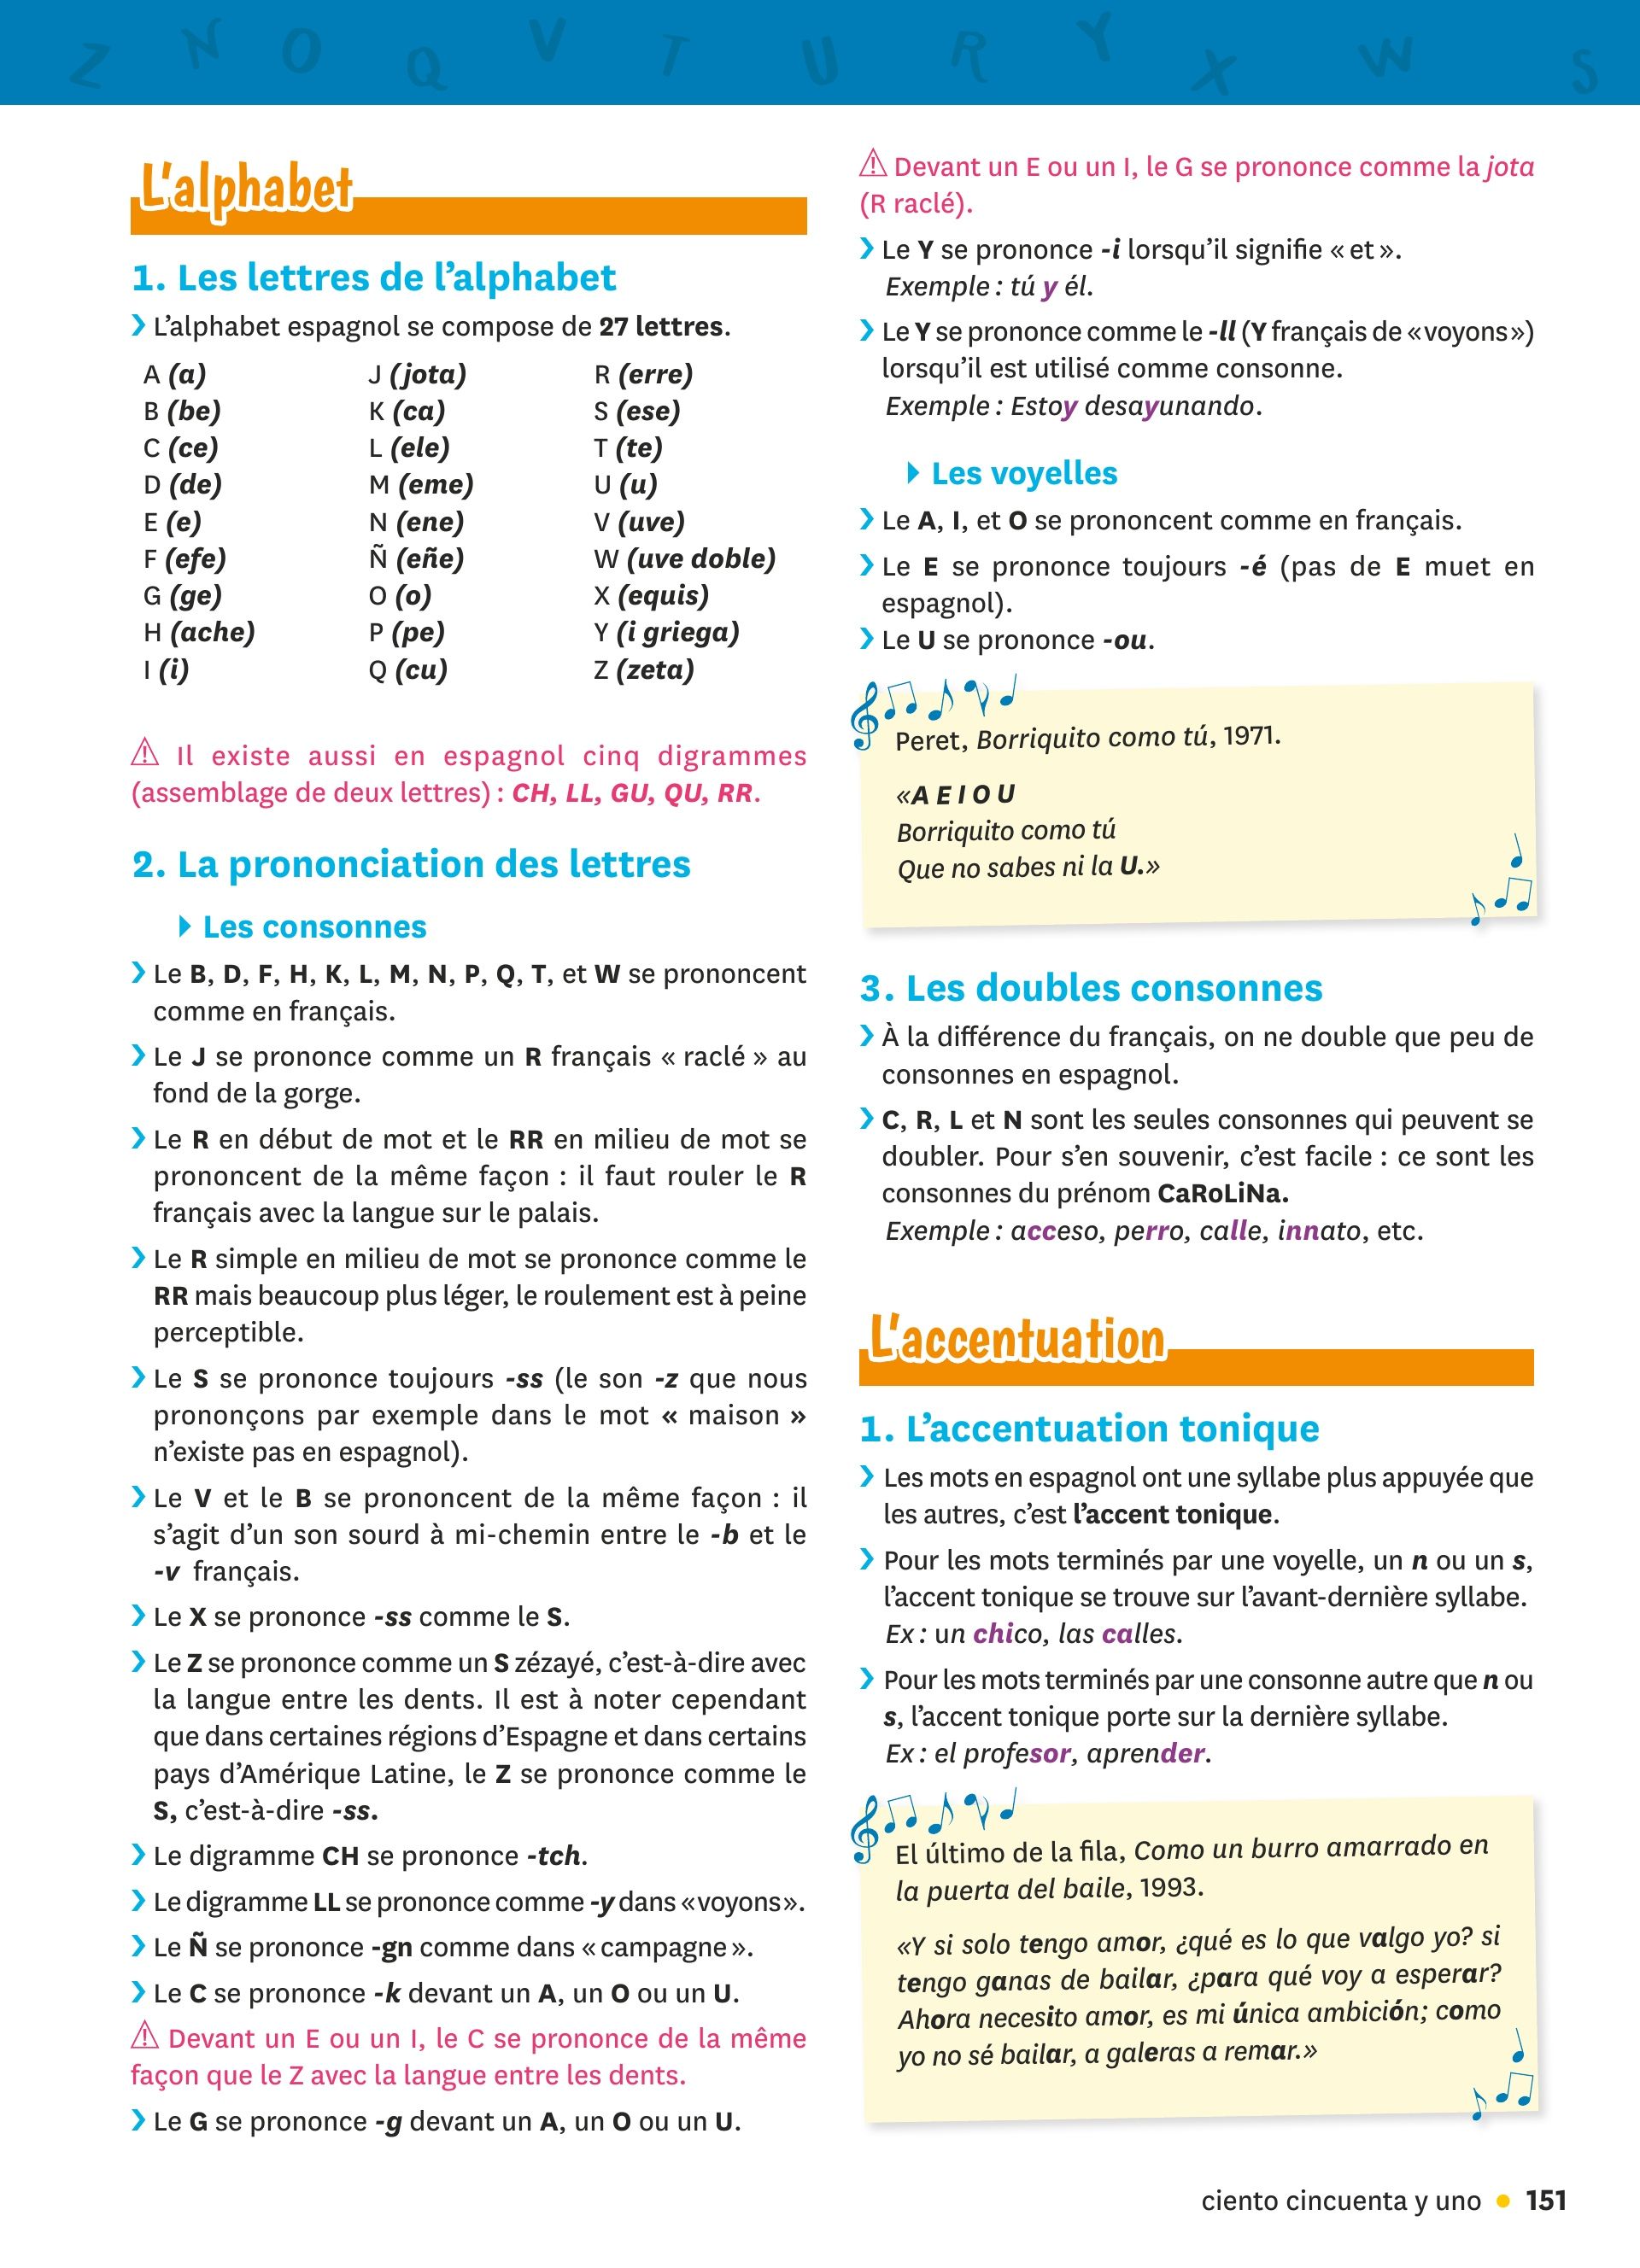 Z N O Q V T U R Y X W S
L'alphabet
1. Les lettres de l'alphabet
› L'alphabet espagnol se compose de 27 lettres.
A (a) J (jota) R (erre)
B (be) K (ca) S (ese)
C (ce) L (ele) T (te)
D (de) M (eme) U (u)
E (e) N (ene) V (uve)
F (efe) Ñ (eñe) W (uve doble)
G (ge) O (o) X (equis)
H (ache) P (pe) Y (i griega)
I (i) Q (cu) Z (zeta)
⚠ Il existe aussi en espagnol cinq digrammes
(assemblage de deux lettres) : CH, LL, GU, QU, RR.
2. La prononciation des lettres
Les consonnes
› Le B, D, F, H, K, L, M, N, P, Q, T, et W se prononcent
comme en français.
› Le J se prononce comme un R français « raclé » au
fond de la gorge.
› Le R en début de mot et le RR en milieu de mot se
prononcent de la même façon : il faut rouler le R
français avec la langue sur le palais.
› Le R simple en milieu de mot se prononce comme le
RR mais beaucoup plus léger, le roulement est à peine
perceptible.
› Le S se prononce toujours -ss (le son -z que nous
prononçons par exemple dans le mot « maison »
n'existe pas en espagnol).
› Le V et le B se prononcent de la même façon : il
s'agit d'un son sourd à mi-chemin entre le -b et le
-v français.
› Le X se prononce -ss comme le S.
› Le Z se prononce comme un S zézayé, c'est-à-dire avec
la langue entre les dents. Il est à noter cependant
que dans certaines régions d'Espagne et dans certains
pays d'Amérique Latine, le Z se prononce comme le
S, c'est-à-dire -ss.
› Le digramme CH se prononce -tch.
› Le digramme LL se prononce comme -y dans «voyons».
› Le Ñ se prononce -gn comme dans « campagne ».
› Le C se prononce -k devant un A, un O ou un U.
⚠ Devant un E ou un I, le C se prononce de la même
façon que le Z avec la langue entre les dents.
› Le G se prononce -g devant un A, un O ou un U.
⚠ Devant un E ou un I, le G se prononce comme la jota
(R raclé).
› Le Y se prononce -i lorsqu'il signifie « et ».
Exemple : tú y él.
› Le Y se prononce comme le -ll (Y français de «voyons»)
lorsqu'il est utilisé comme consonne.
Exemple : Estoy desayunando.
Les voyelles
› Le A, I, et O se prononcent comme en français.
› Le E se prononce toujours -é (pas de E muet en
espagnol).
› Le U se prononce -ou.
Peret, Borriquito como tú, 1971.
«A E I O U
Borriquito como tú
Que no sabes ni la U.»
3. Les doubles consonnes
› À la différence du français, on ne double que peu de
consonnes en espagnol.
› C, R, L et N sont les seules consonnes qui peuvent se
doubler. Pour s'en souvenir, c'est facile : ce sont les
consonnes du prénom CaRoLiNa.
Exemple : acceso, perro, calle, innato, etc.
L'accentuation
1. L'accentuation tonique
› Les mots en espagnol ont une syllabe plus appuyée que
les autres, c'est l'accent tonique.
› Pour les mots terminés par une voyelle, un n ou un s,
l'accent tonique se trouve sur l'avant-dernière syllabe.
Ex : un chico, las calles.
› Pour les mots terminés par une consonne autre que n ou
s, l'accent tonique porte sur la dernière syllabe.
Ex : el profesor, aprender.
El último de la fila, Como un burro amarrado en
la puerta del baile, 1993.
«Y si solo tengo amor, ¿qué es lo que valgo yo? si
tengo ganas de bailar, ¿para qué voy a esperar?
Ahora necesito amor, es mi única ambición; como
yo no sé bailar, a galeras a remar.»
ciento cincuenta y uno • 151